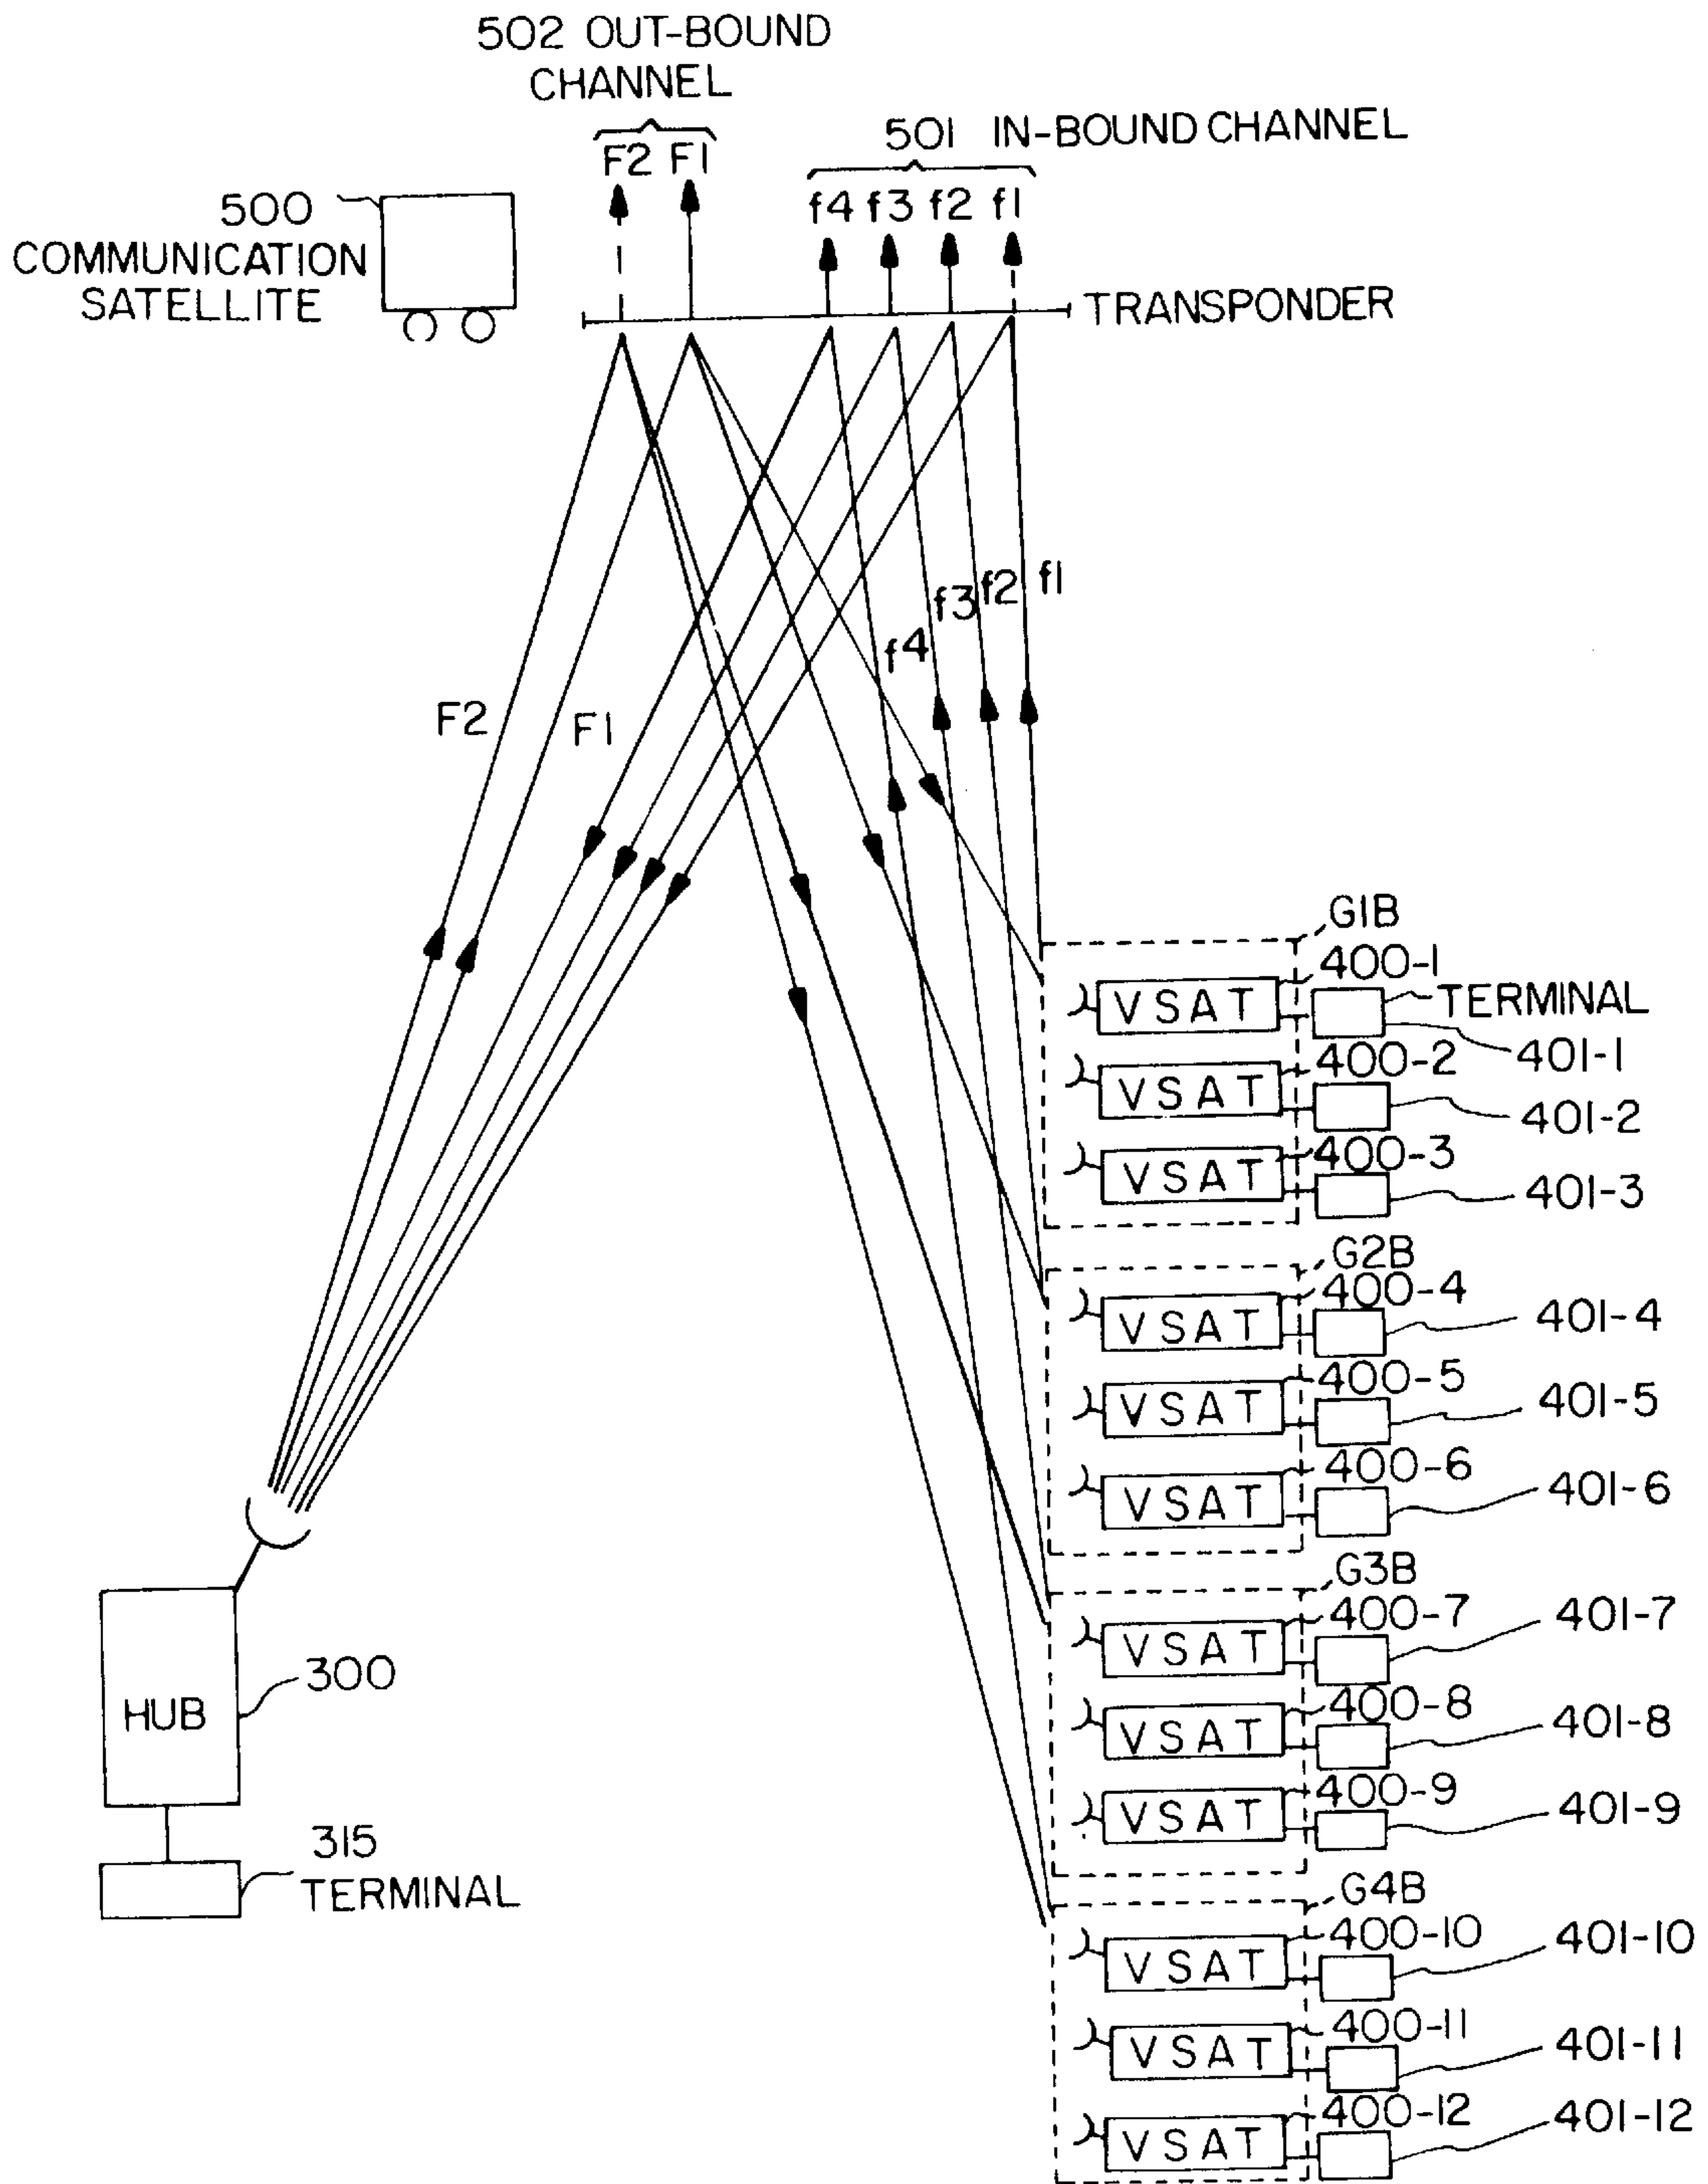 502 OUT-BOUND
CHANNEL
F2 F1
501 IN-BOUND CHANNEL
f4 f3 f2 f1
500
COMMUNICATION
SATELLITE
TRANSPONDER
f1
f2
f3
f4
F2
F1
G1B
400-1
VSAT
TERMINAL
401-1
400-2
VSAT
401-2
400-3
VSAT
401-3
G2B
400-4
VSAT
401-4
400-5
VSAT
401-5
400-6
VSAT
401-6
G3B
400-7
VSAT
401-7
400-8
VSAT
401-8
400-9
VSAT
401-9
HUB
300
315
TERMINAL
G4B
400-10
VSAT
401-10
400-11
VSAT
401-11
400-12
VSAT
401-12